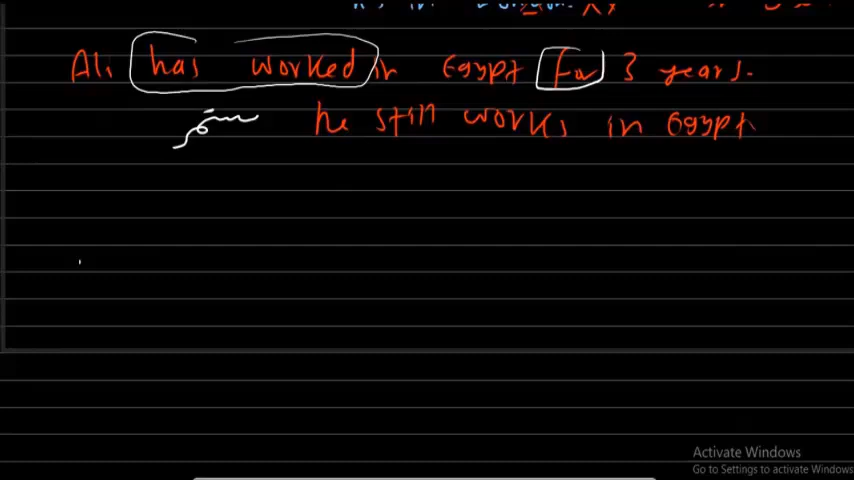 Ali has worked in Egypt for 3 years.
he still works in Egypt
Activate Windows
Go to Settings to activate Windows